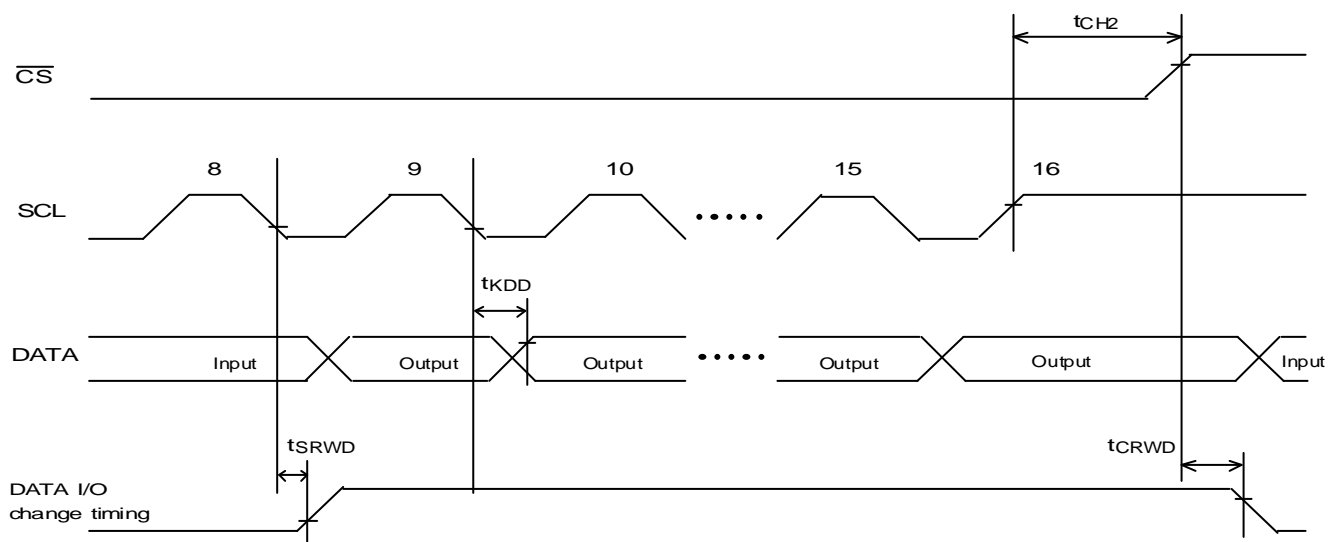 tCH2
CS
8 9 10 15 16
SCL
tKDD
DATA
Input Output Output Output Output Input
tSRWD tCRWD
DATA I/O
change timing